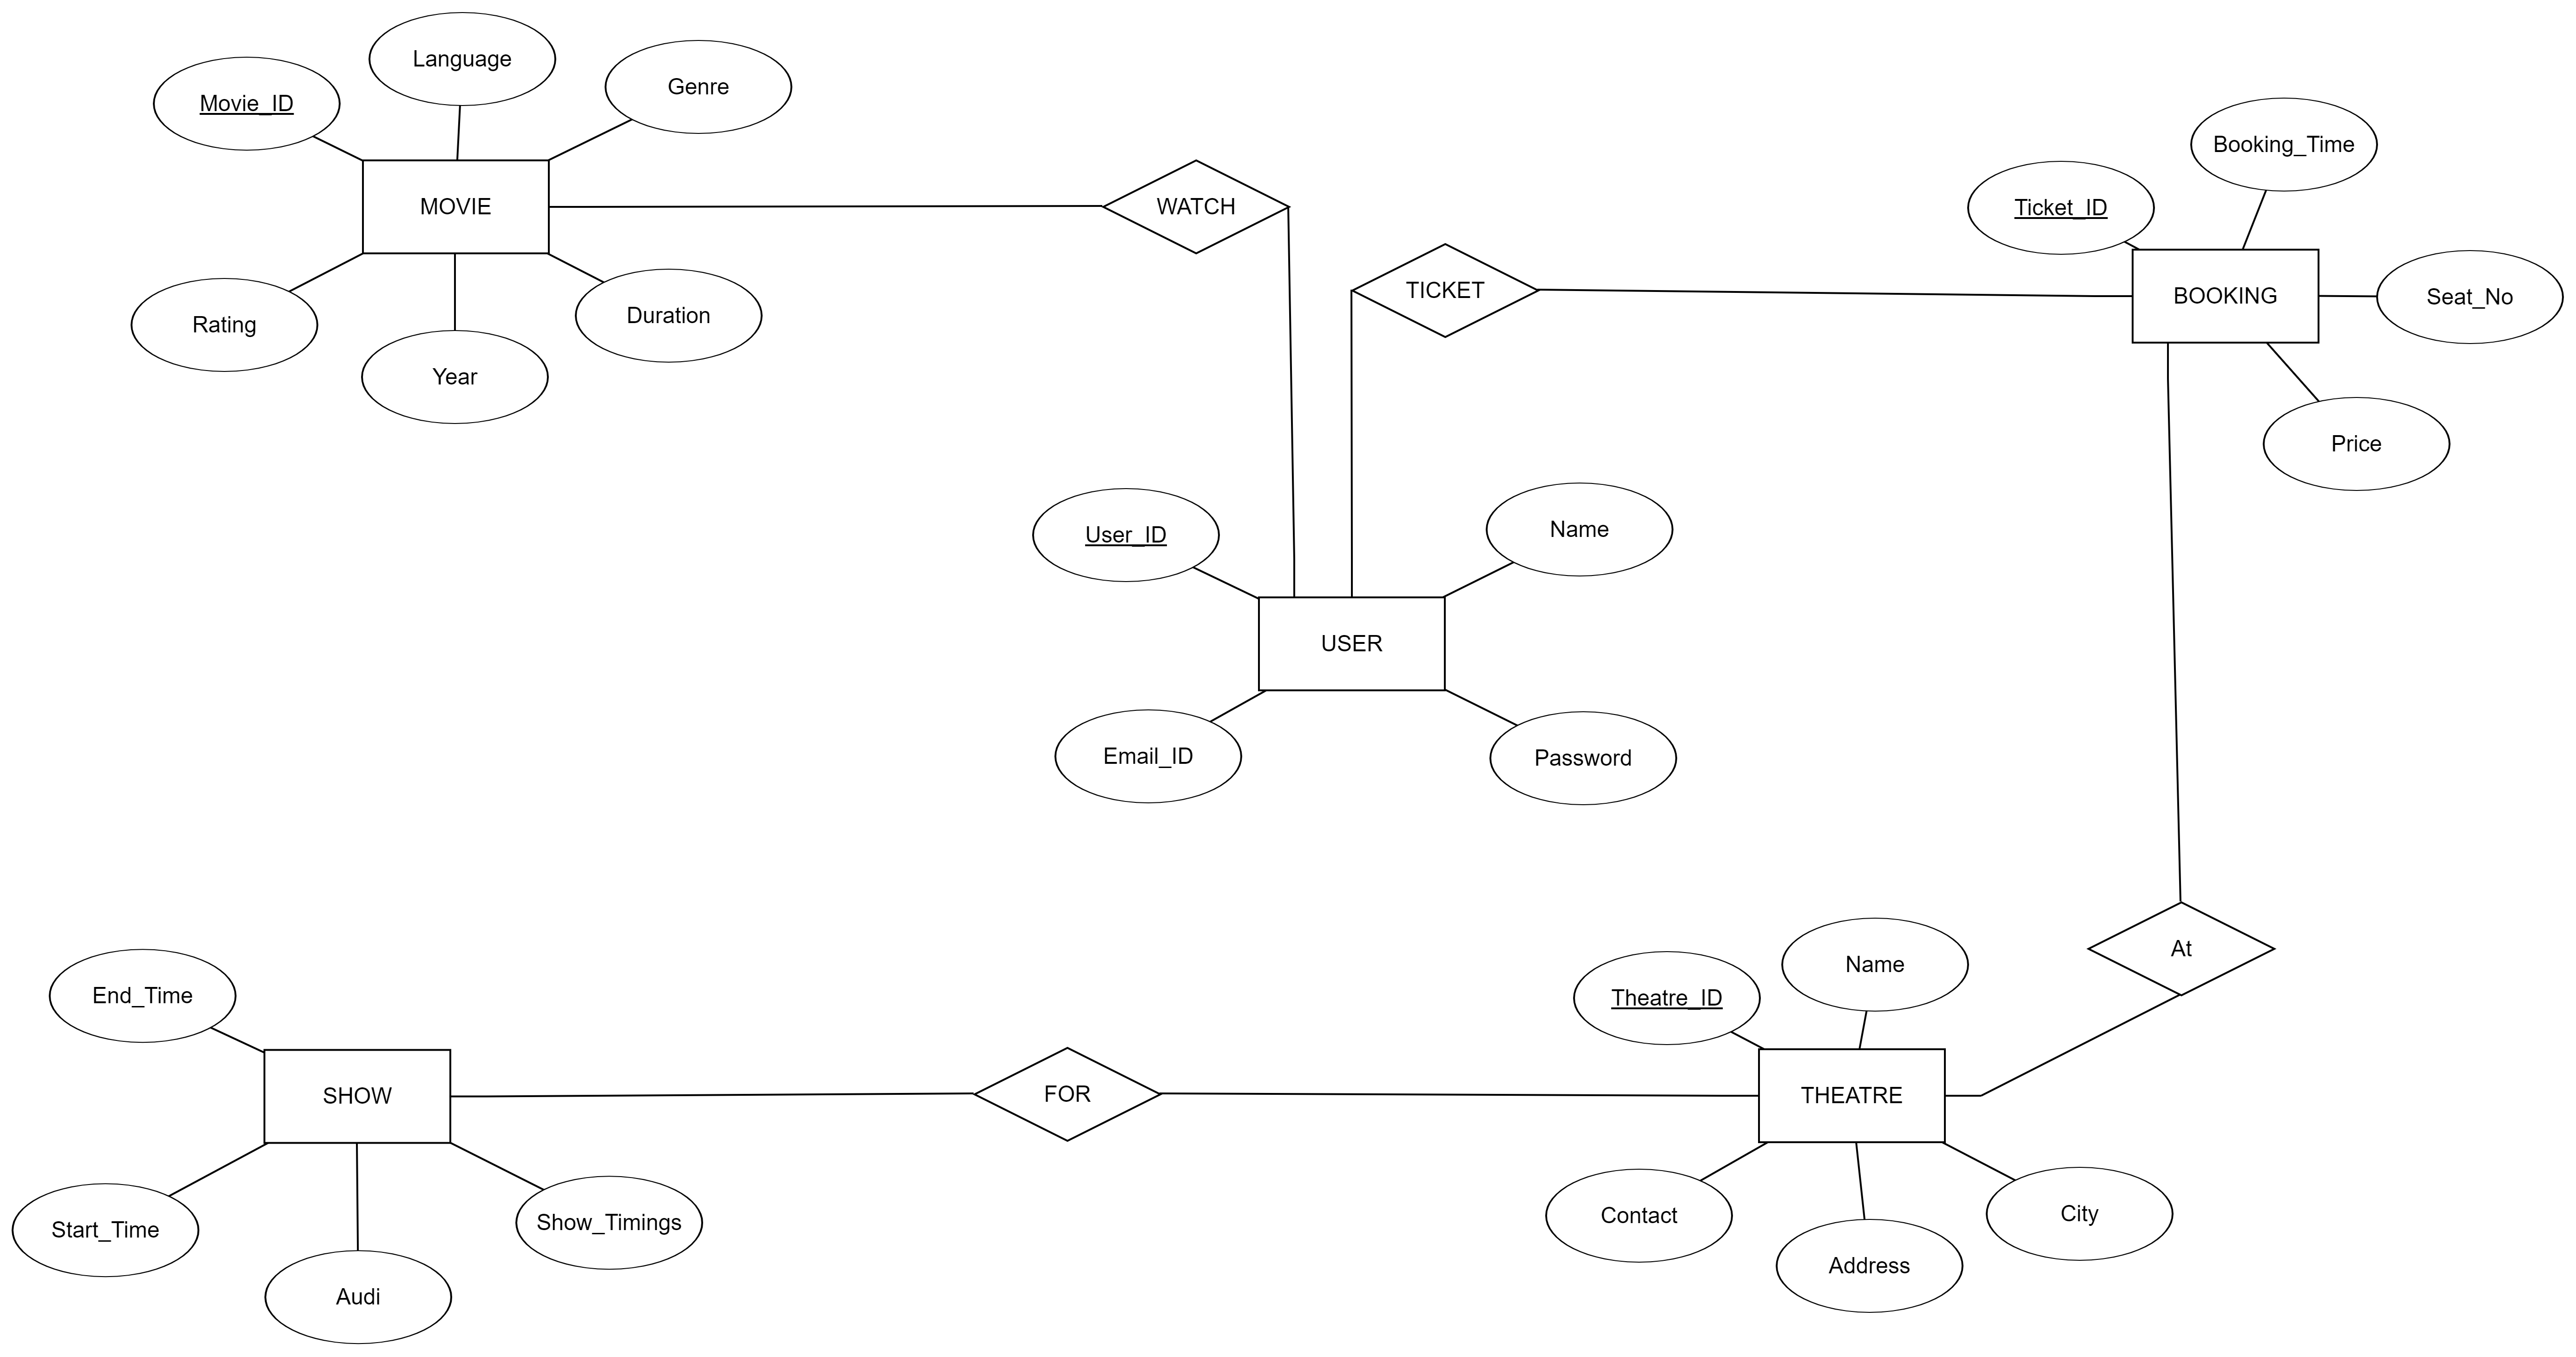 Language
Genre
Movie_ID
MOVIE
Rating
Year
Duration
WATCH
Booking_Time
Ticket_ID
TICKET
BOOKING
Seat_No
Price
User_ID
Name
USER
Email_ID
Password
End_Time
SHOW
Start_Time
Show_Timings
Audi
FOR
At
Name
Theatre_ID
THEATRE
Contact
Address
City